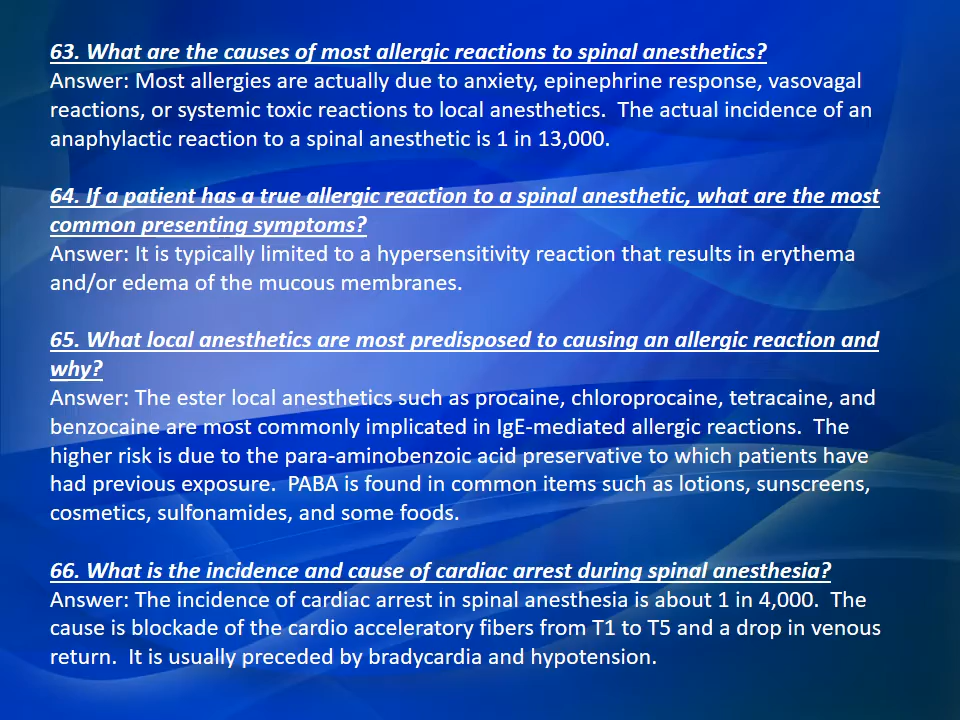 63. What are the causes of most allergic reactions to spinal anesthetics?
Answer: Most allergies are actually due to anxiety, epinephrine response, vasovagal
reactions, or systemic toxic reactions to local anesthetics.  The actual incidence of an
anaphylactic reaction to a spinal anesthetic is 1 in 13,000.
64. If a patient has a true allergic reaction to a spinal anesthetic, what are the most
common presenting symptoms?
Answer: It is typically limited to a hypersensitivity reaction that results in erythema
and/or edema of the mucous membranes.
65. What local anesthetics are most predisposed to causing an allergic reaction and
why?
Answer: The ester local anesthetics such as procaine, chloroprocaine, tetracaine, and
benzocaine are most commonly implicated in IgE-mediated allergic reactions.  The
higher risk is due to the para-aminobenzoic acid preservative to which patients have
had previous exposure.  PABA is found in common items such as lotions, sunscreens,
cosmetics, sulfonamides, and some foods.
66. What is the incidence and cause of cardiac arrest during spinal anesthesia?
Answer: The incidence of cardiac arrest in spinal anesthesia is about 1 in 4,000.  The
cause is blockade of the cardio acceleratory fibers from T1 to T5 and a drop in venous
return.  It is usually preceded by bradycardia and hypotension.